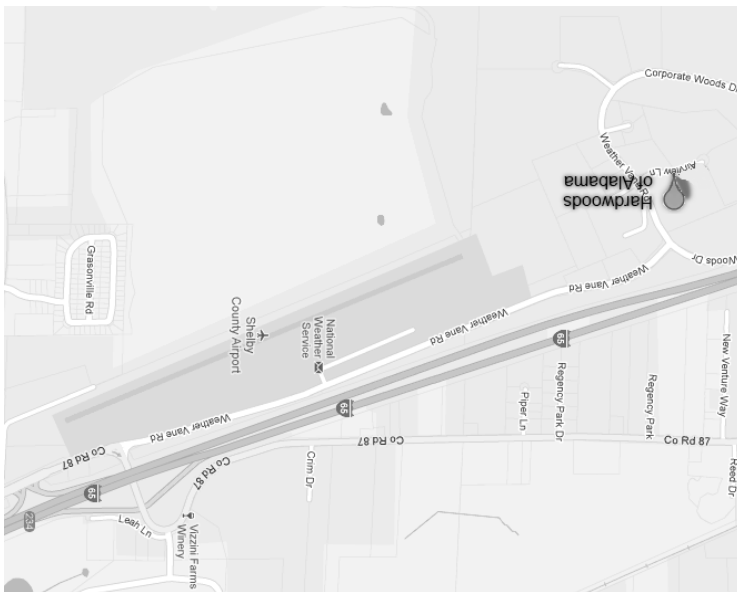 Corporate Woods D
Weather Vane R
Airview Ln
Hardwoods
of Alabama
Woods Dr
Weather Vane Rd
Grasonville Rd
Shelby
County Airport
National
Weather
Service
Weather Vane Rd
65
New Venture Way
Regency Park Dr
Regency Park
Piper Ln
65
Weather Vane Rd
Co Rd 87
Co Rd 87
Co Rd 87
Co Rd 87
Crim Dr
Reed Dr
65
234
Leah Ln
Vizzini Farms
Winery